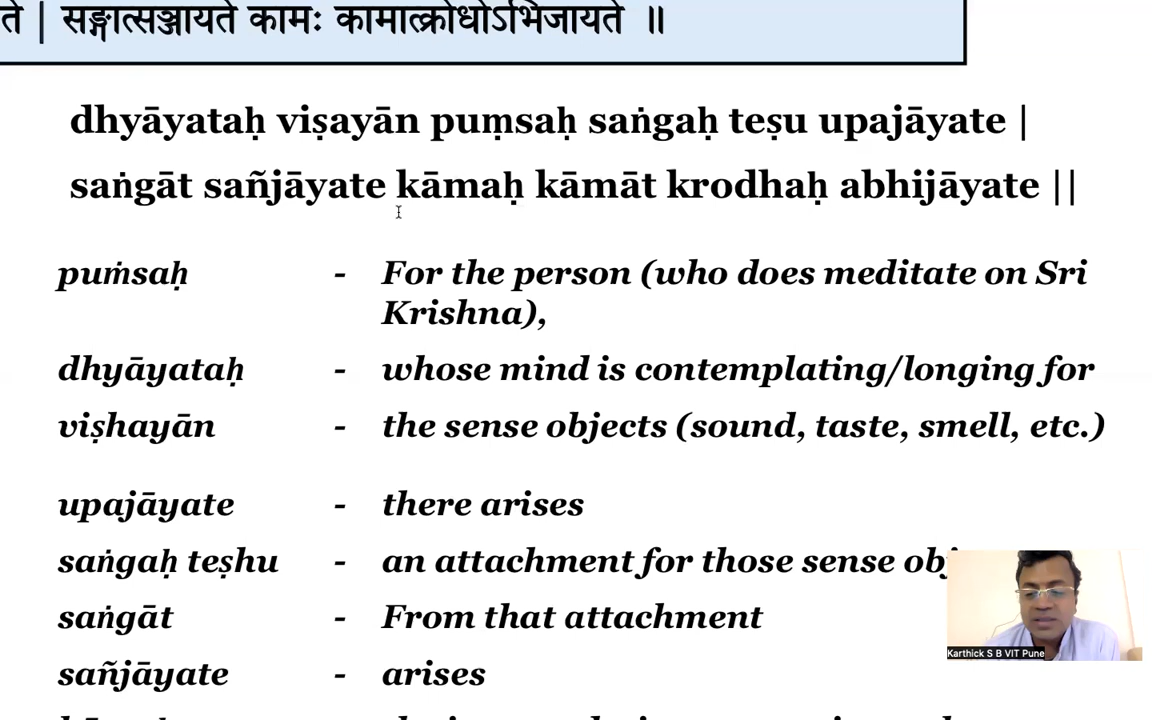 ते | सङ्गात्सञ्जायते कामः कामात्क्रोधोऽभिजायते ॥
dhyāyataḥ viṣayān puṃsaḥ saṅgaḥ teṣu upajāyate |
saṅgāt sañjāyate kāmaḥ kāmāt krodhaḥ abhijāyate ||
puṁsaḥ - For the person (who does meditate on Sri
Krishna),
dhyāyataḥ - whose mind is contemplating/longing for
viṣhayān - the sense objects (sound, taste, smell, etc.)
upajāyate - there arises
saṅgaḥ teṣhu - an attachment for those sense
saṅgāt - From that attachment
sañjāyate - arises
Karthick S B VIT Pune